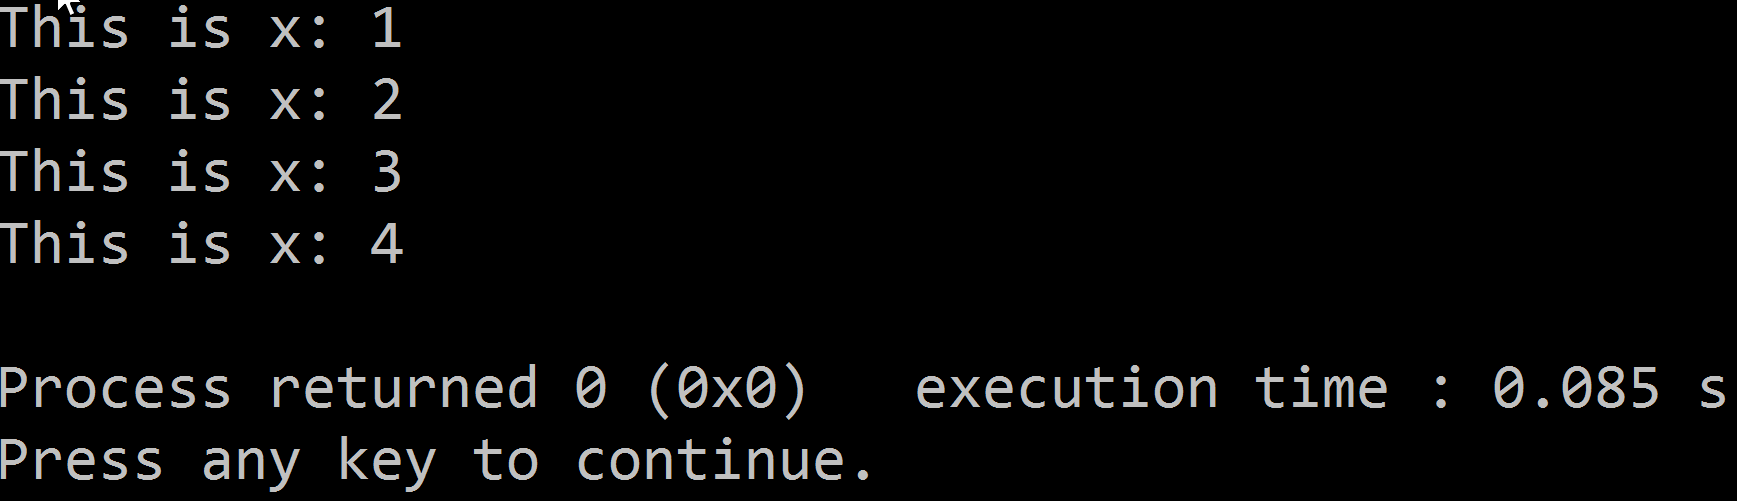 This is x: 1
This is x: 2
This is x: 3
This is x: 4
Process returned 0 (0x0)   execution time : 0.085 s
Press any key to continue.